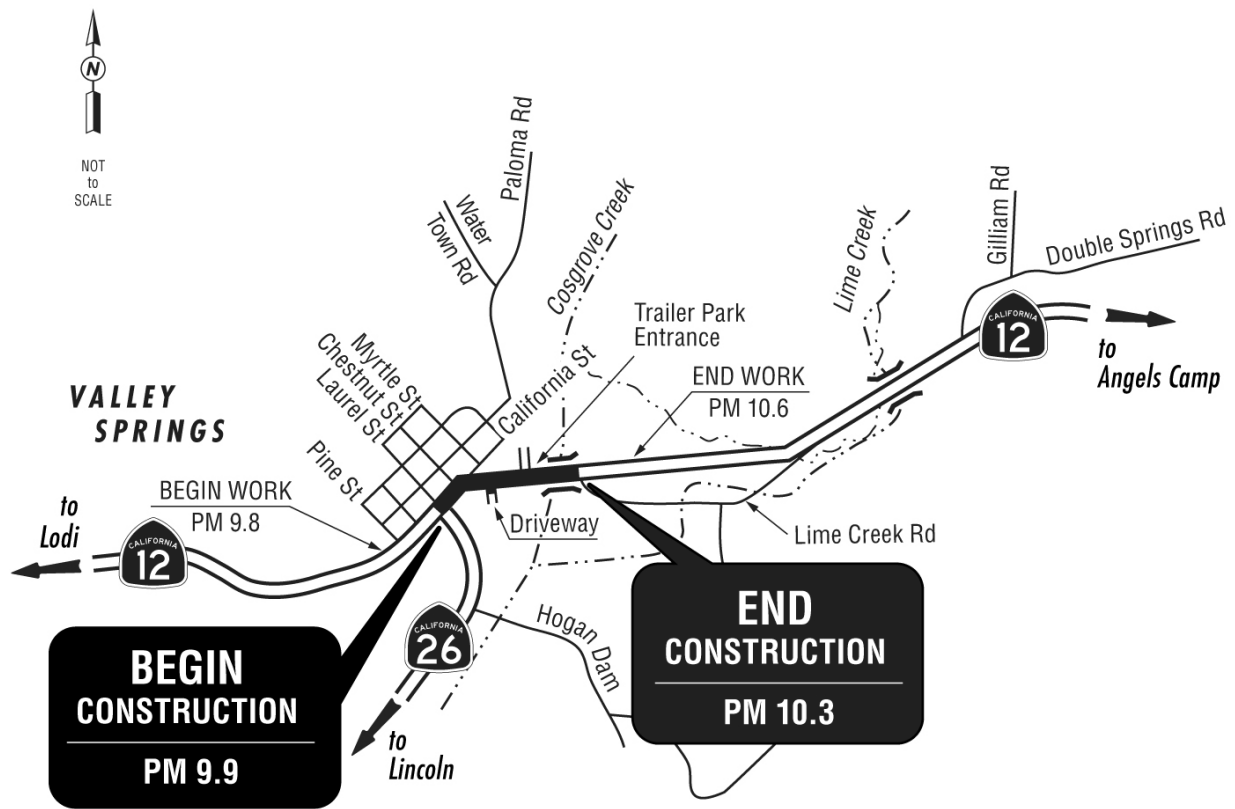 N
NOT
to
SCALE
Paloma Rd
Water
Town Rd
Cosgrove Creek
Lime Creek
Gilliam Rd
Double Springs Rd
CALIFORNIA
12
to
Angels Camp
Trailer Park
Entrance
END WORK
PM 10.6
California St
Myrtle St
Chestnut St
Laurel St
Pine St
VALLEY
SPRINGS
BEGIN WORK
PM 9.8
to
Lodi
CALIFORNIA
12
Driveway
Lime Creek Rd
Hogan Dam
CALIFORNIA
26
to
Lincoln
BEGIN
CONSTRUCTION
PM 9.9
END
CONSTRUCTION
PM 10.3